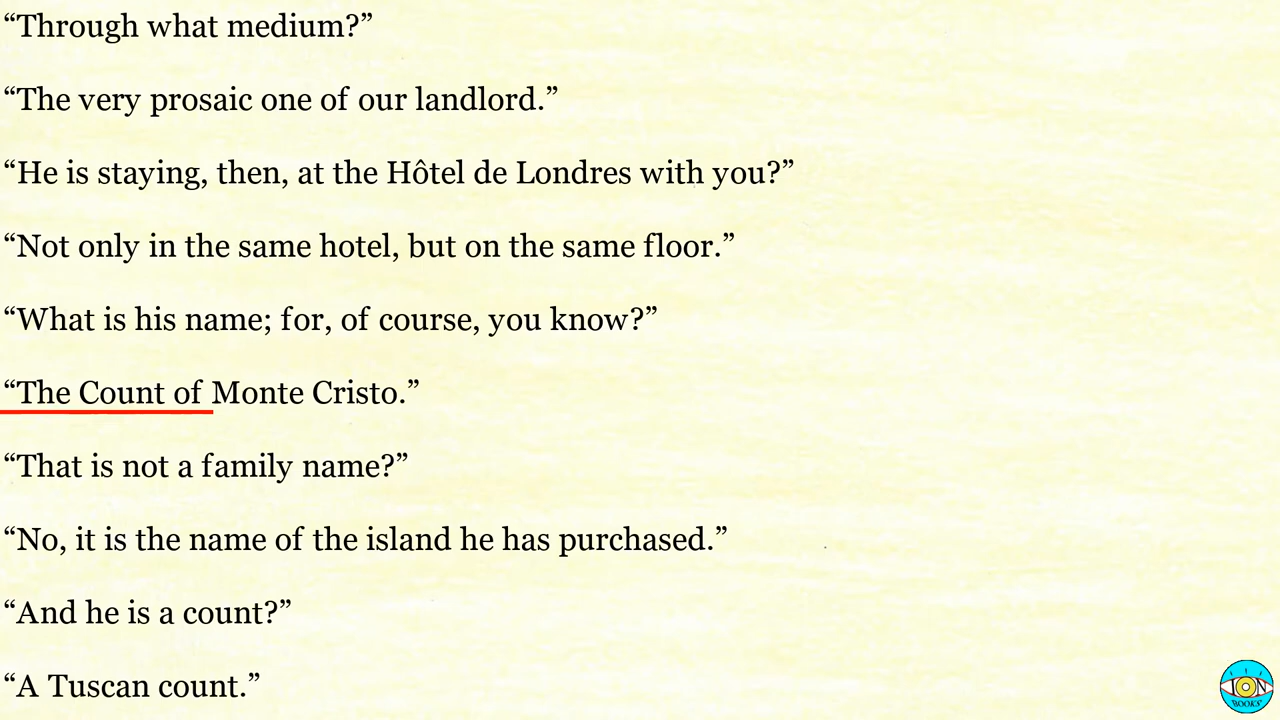 “Through what medium?”
“The very prosaic one of our landlord.”
“He is staying, then, at the Hôtel de Londres with you?”
“Not only in the same hotel, but on the same floor.”
“What is his name; for, of course, you know?”
“The Count of Monte Cristo.”
“That is not a family name?”
“No, it is the name of the island he has purchased.”
“And he is a count?”
“A Tuscan count.”
ION
BOOKS